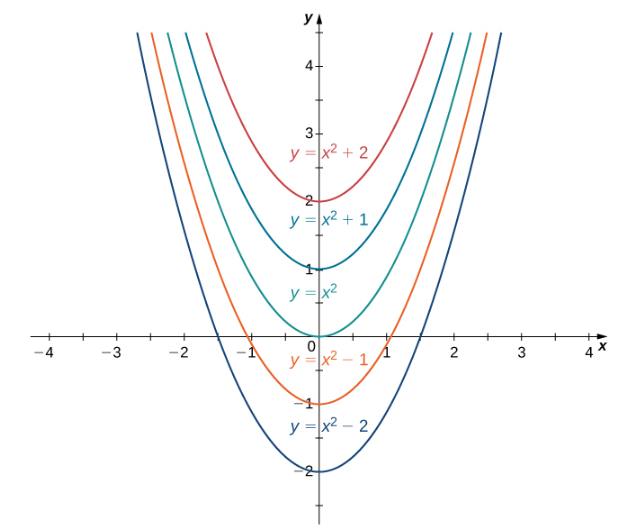 y
4
3
y = x² + 2
2
y = x² + 1
1
y = x²
−4 −3 −2 −1 0 1 2 3 4 x
y = x² − 1
−1
y = x² − 2
−2